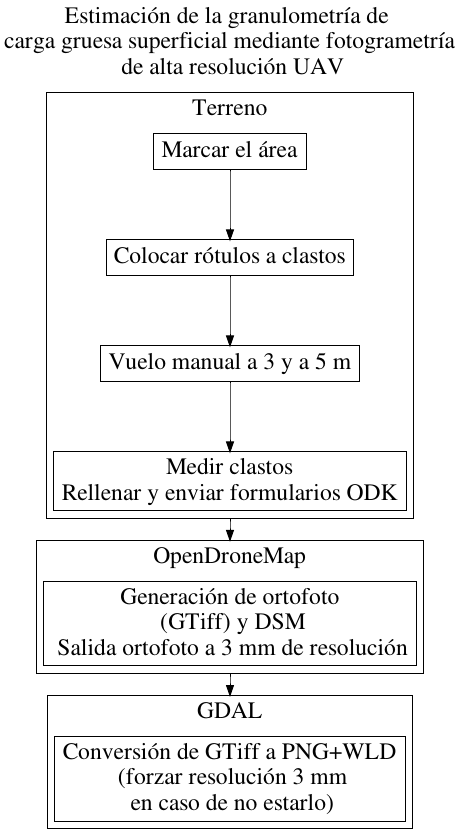 Estimación de la granulometría de
carga gruesa superficial mediante fotogrametría
de alta resolución UAV
Terreno
Marcar el área
Colocar rótulos a clastos
Vuelo manual a 3 y a 5 m
Medir clastos
Rellenar y enviar formularios ODK
OpenDroneMap
Generación de ortofoto
(GTiff) y DSM
Salida ortofoto a 3 mm de resolución
GDAL
Conversión de GTiff a PNG+WLD
(forzar resolución 3 mm
en caso de no estarlo)